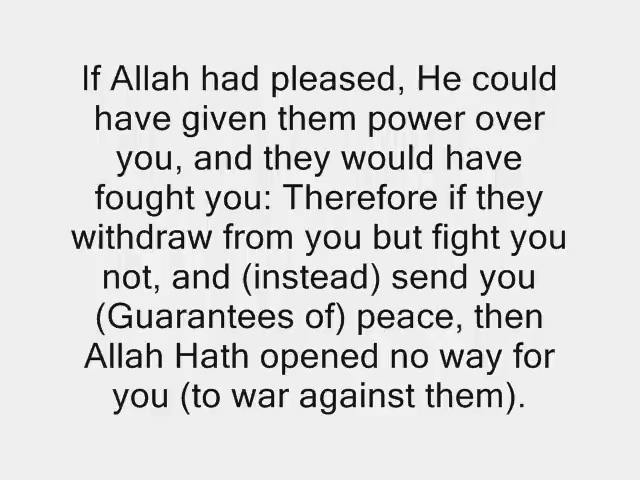 If Allah had pleased, He could
have given them power over
you, and they would have
fought you: Therefore if they
withdraw from you but fight you
not, and (instead) send you
(Guarantees of) peace, then
Allah Hath opened no way for
you (to war against them).